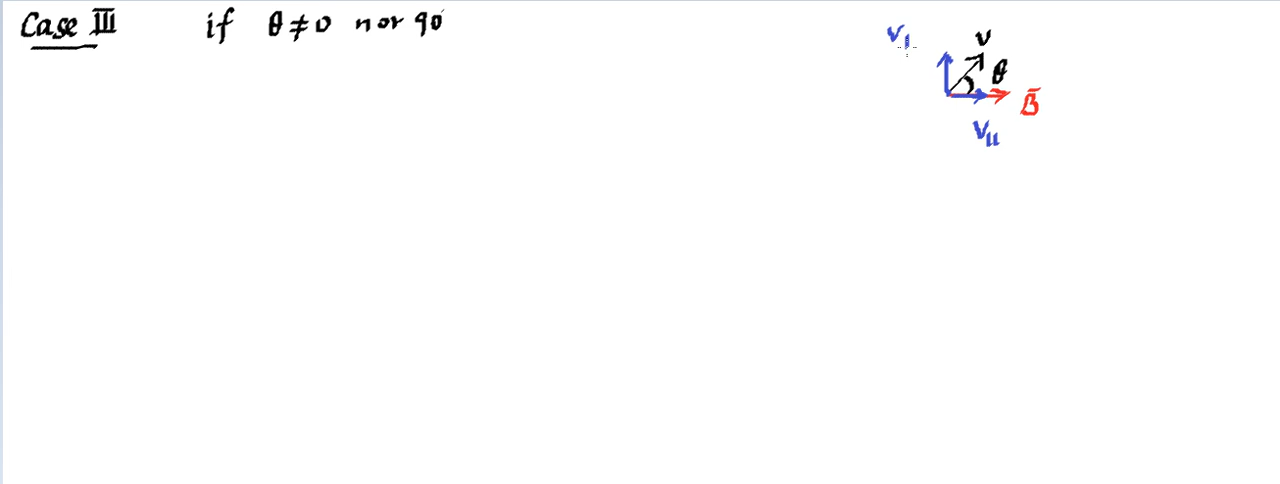 Case III if θ ≠ 0 nor 90
V⊥
V
θ
B̄
V||